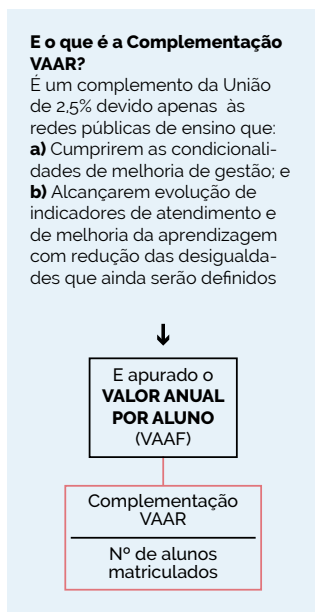 E o que é a Complementação
VAAR?
É um complemento da União
de 2,5% devido apenas às
redes públicas de ensino que:
a) Cumprirem as condicionali-
dades de melhoria de gestão; e
b) Alcançarem evolução de
indicadores de atendimento e
de melhoria da aprendizagem
com redução das desigualda-
des que ainda serão definidos
E apurado o
VALOR ANUAL
POR ALUNO
(VAAF)
Complementação
VAAR
Nº de alunos
matriculados